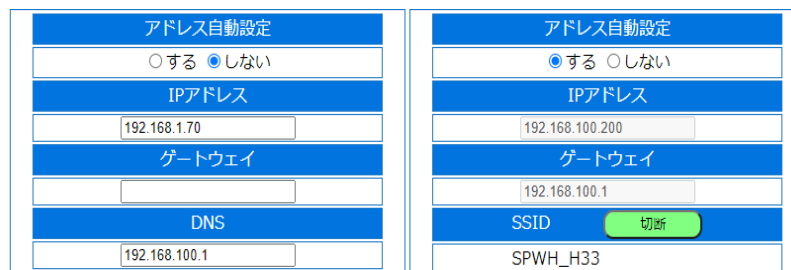 アドレス自動設定
する しない
IPアドレス
192.168.1.70
ゲートウェイ
DNS
192.168.100.1
アドレス自動設定
する しない
IPアドレス
192.168.100.200
ゲートウェイ
192.168.100.1
SSID 切断
SPWH_H33